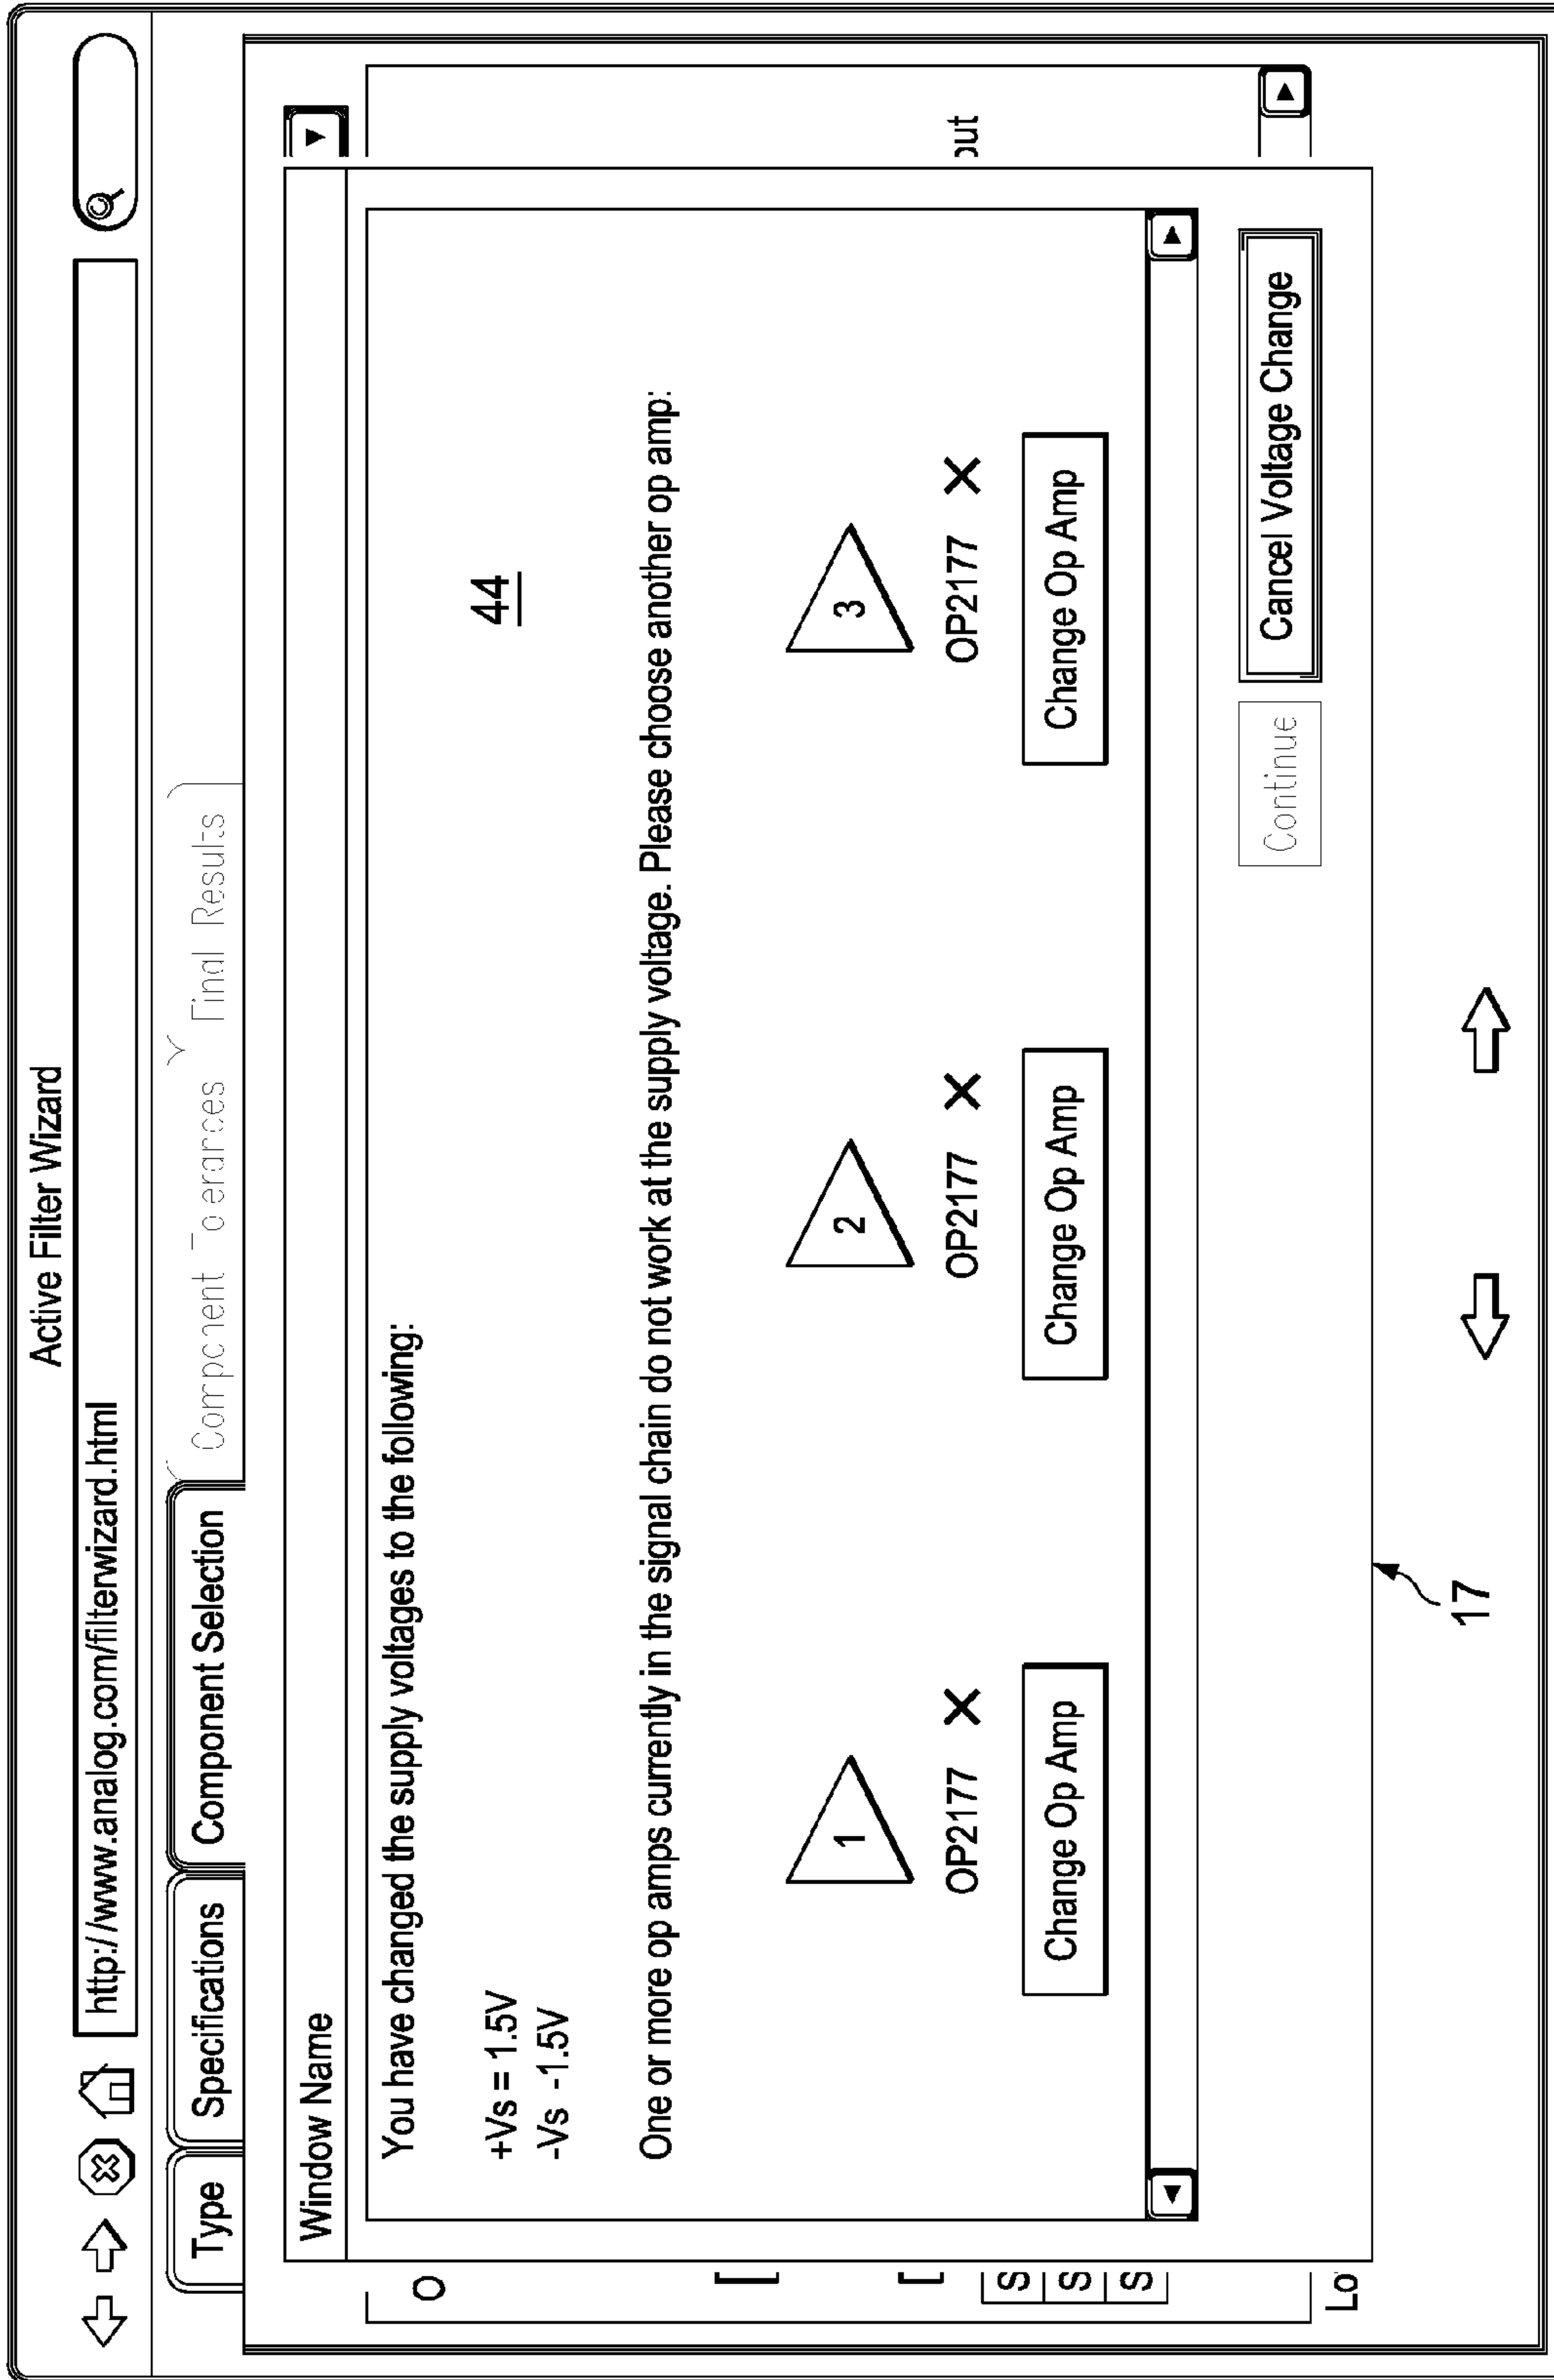 Active Filter Wizard
http://www.analog.com/filterwizard.html
Type Specifications Component Selection Component Tolerances Final Results
Window Name
You have changed the supply voltages to the following:
+Vs = 1.5V
-Vs -1.5V
44
One or more op amps currently in the signal chain do not work at the supply voltage. Please choose another op amp:
1 2 3
OP2177 X OP2177 X OP2177 X
Change Op Amp Change Op Amp Change Op Amp
Continue Cancel Voltage Change
O
S
S
S
Lo
17